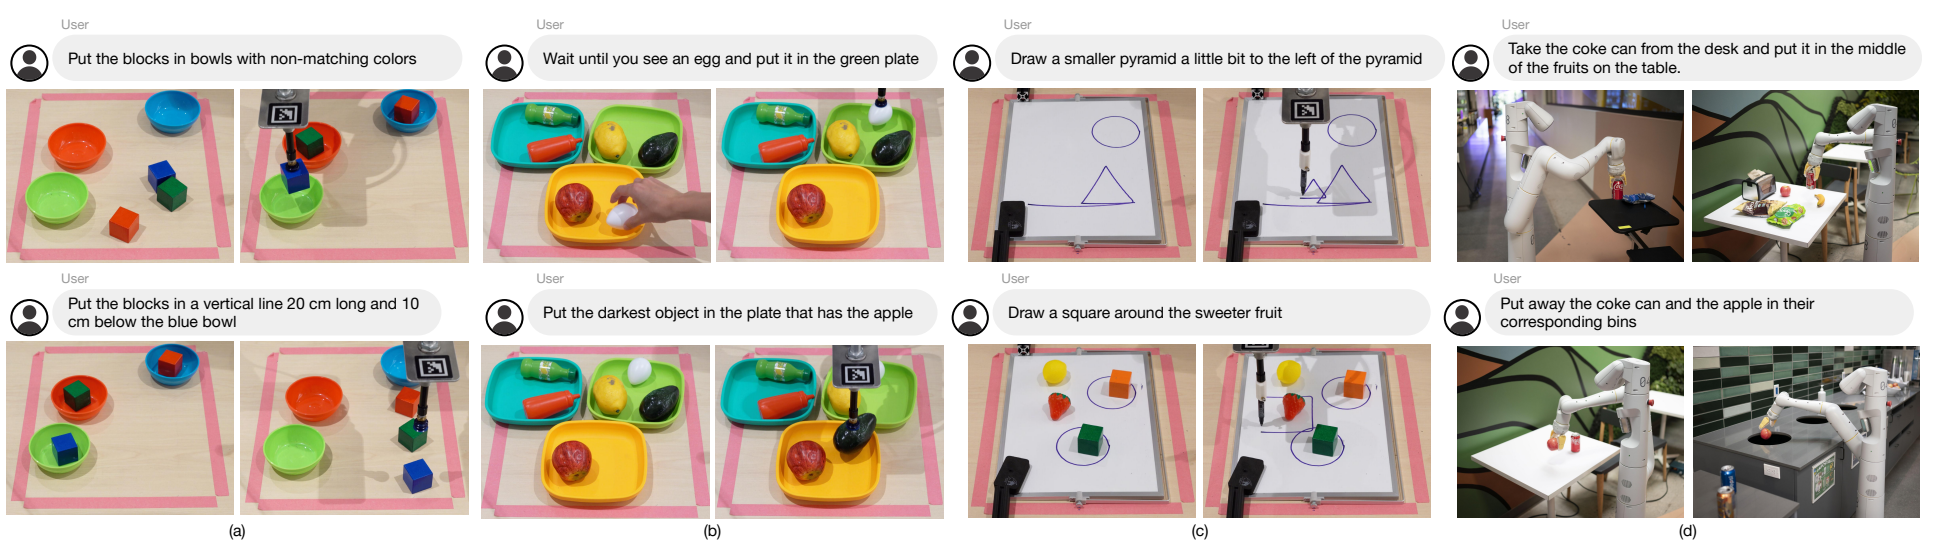 User
Put the blocks in bowls with non-matching colors
User
Wait until you see an egg and put it in the green plate
User
Draw a smaller pyramid a little bit to the left of the pyramid
User
Take the coke can from the desk and put it in the middle
of the fruits on the table.
User
Put the blocks in a vertical line 20 cm long and 10
cm below the blue bowl
User
Put the darkest object in the plate that has the apple
User
Draw a square around the sweeter fruit
User
Put away the coke can and the apple in their
corresponding bins
(a)
(b)
(c)
(d)